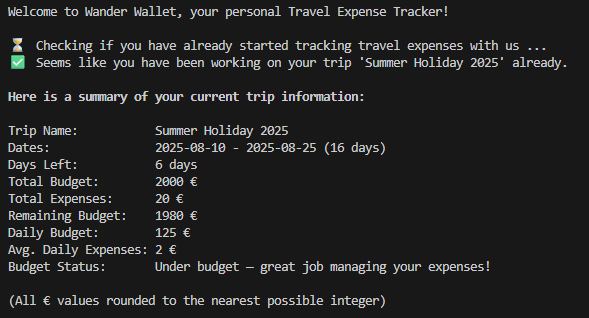 Welcome to Wander Wallet, your personal Travel Expense Tracker!
⏳ Checking if you have already started tracking travel expenses with us ...
✅ Seems like you have been working on your trip 'Summer Holiday 2025' already.
Here is a summary of your current trip information:
Trip Name: Summer Holiday 2025
Dates: 2025-08-10 - 2025-08-25 (16 days)
Days Left: 6 days
Total Budget: 2000 €
Total Expenses: 20 €
Remaining Budget: 1980 €
Daily Budget: 125 €
Avg. Daily Expenses: 2 €
Budget Status: Under budget – great job managing your expenses!
(All € values rounded to the nearest possible integer)